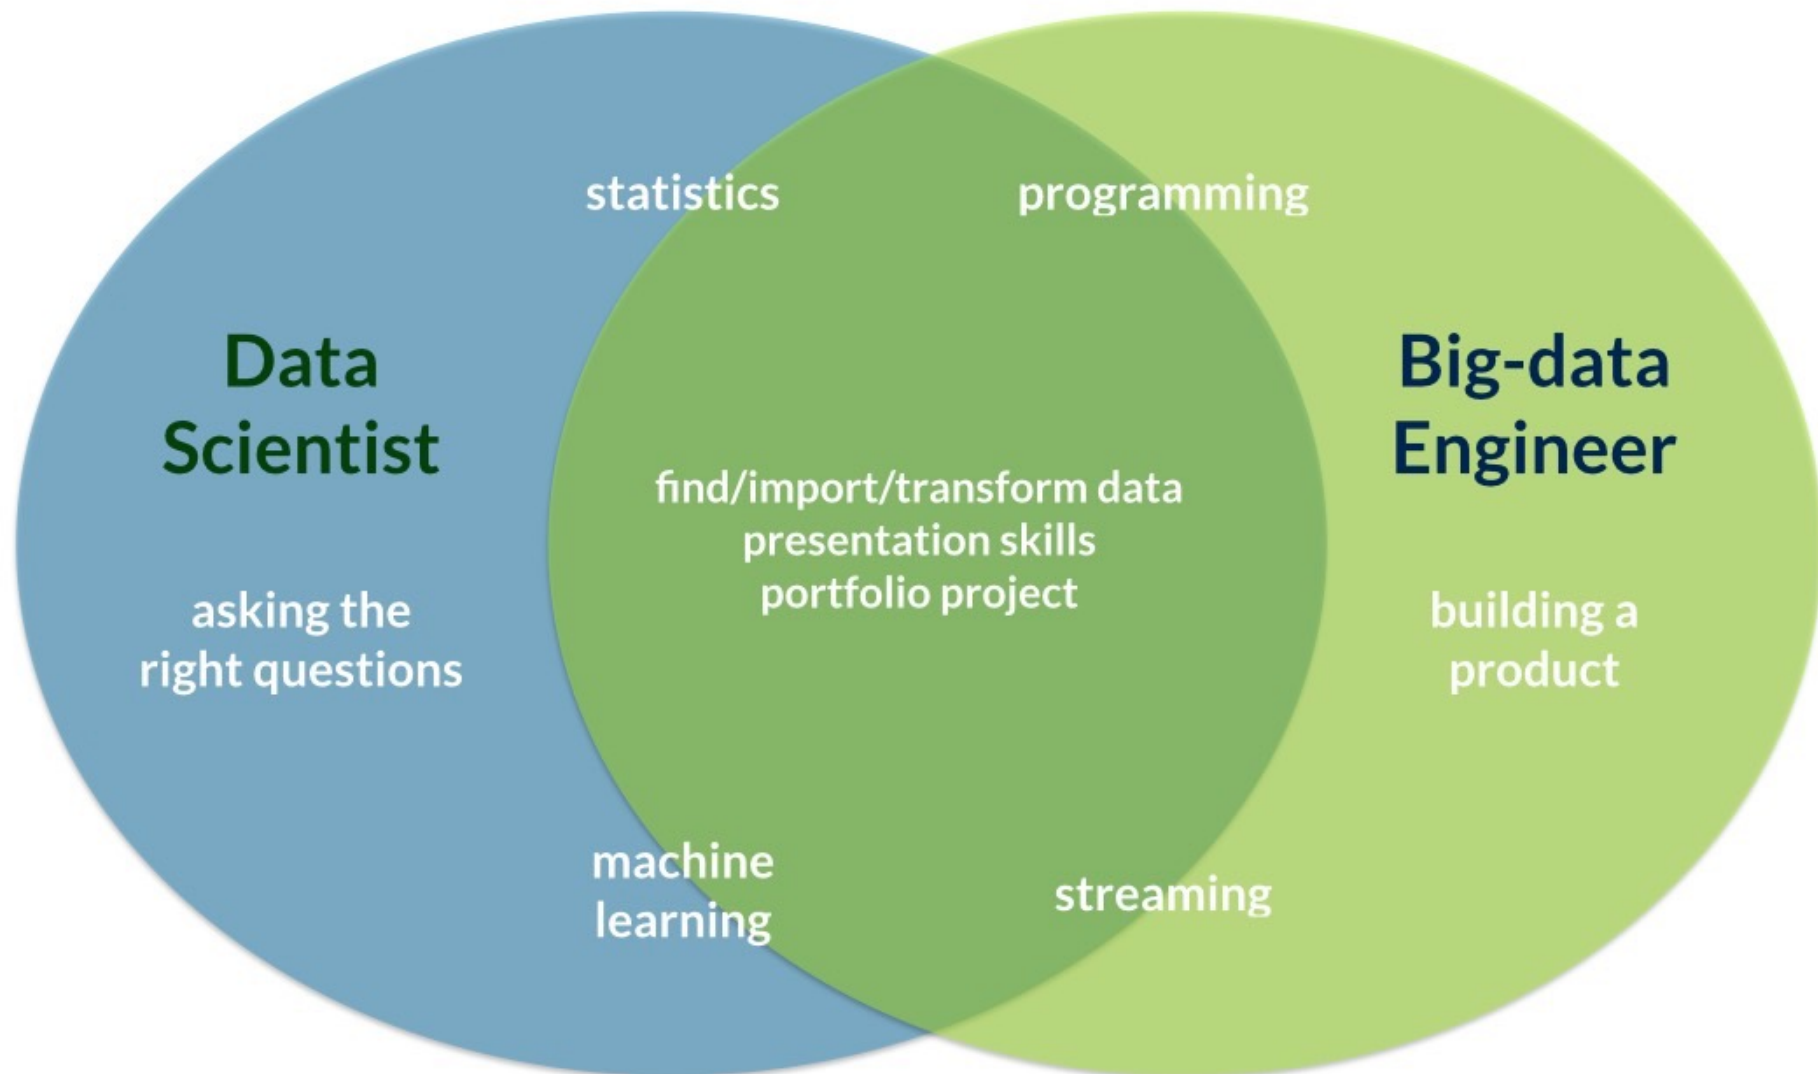 statistics
programming
Data
Scientist
Big-data
Engineer
find/import/transform data
presentation skills
portfolio project
asking the
right questions
building a
product
machine
learning
streaming